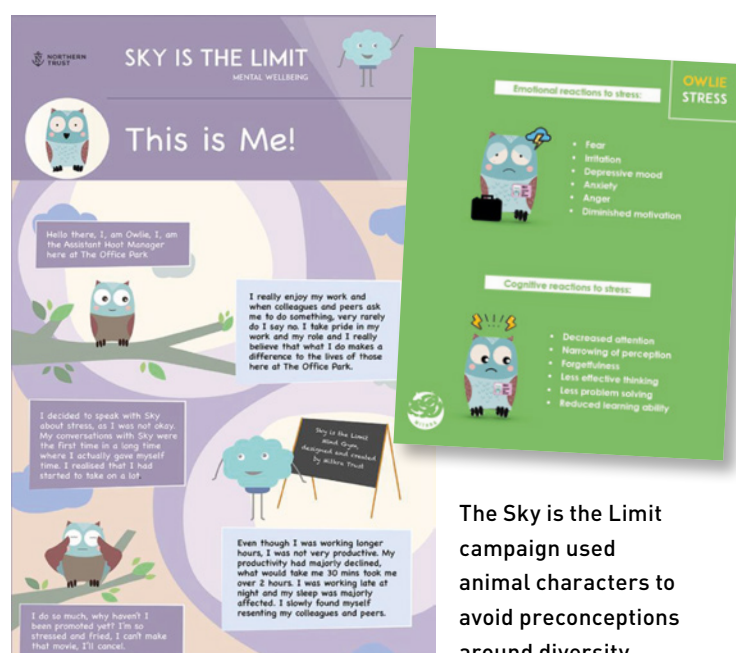 NORTHERN
TRUST
SKY IS THE LIMIT
MENTAL WELLBEING
This is Me!
Hello there, I, am Owlie, I, am
the Assistant Hoot Manager
here at The Office Park
I really enjoy my work and
when colleagues and peers ask
me to do something, very rarely
do I say no. I take pride in my
work and my role and I really
believe that what I do makes a
difference to the lives of those
here at The Office Park.
I decided to speak with Sky
about stress, as I was not okay.
My conversations with Sky were
the first time in a long time
where I actually gave myself
time. I realised that I had
started to take on a lot.
Sky is the Limit
Mind Gym,
designed and created
by Mithra Trust
Even though I was working longer
hours, I was not very productive. My
productivity had majorly declined,
what would take me 30 mins took me
over 2 hours. I was working late at
night and my sleep was majorly
affected. I slowly found myself
resenting my colleagues and peers.
I do so much, why haven't I
been promoted yet? I'm so
stressed and fried, I can't make
that movie, I'll cancel.
OWLIE
STRESS
Emotional reactions to stress:
• Fear
• Irritation
• Depressive mood
• Anxiety
• Anger
• Diminished motivation
Cognitive reactions to stress:
• Decreased attention
• Narrowing of perception
• Forgetfulness
• Less effective thinking
• Less problem solving
• Reduced learning ability
The Sky is the Limit
campaign used
animal characters to
avoid preconceptions
around diversity